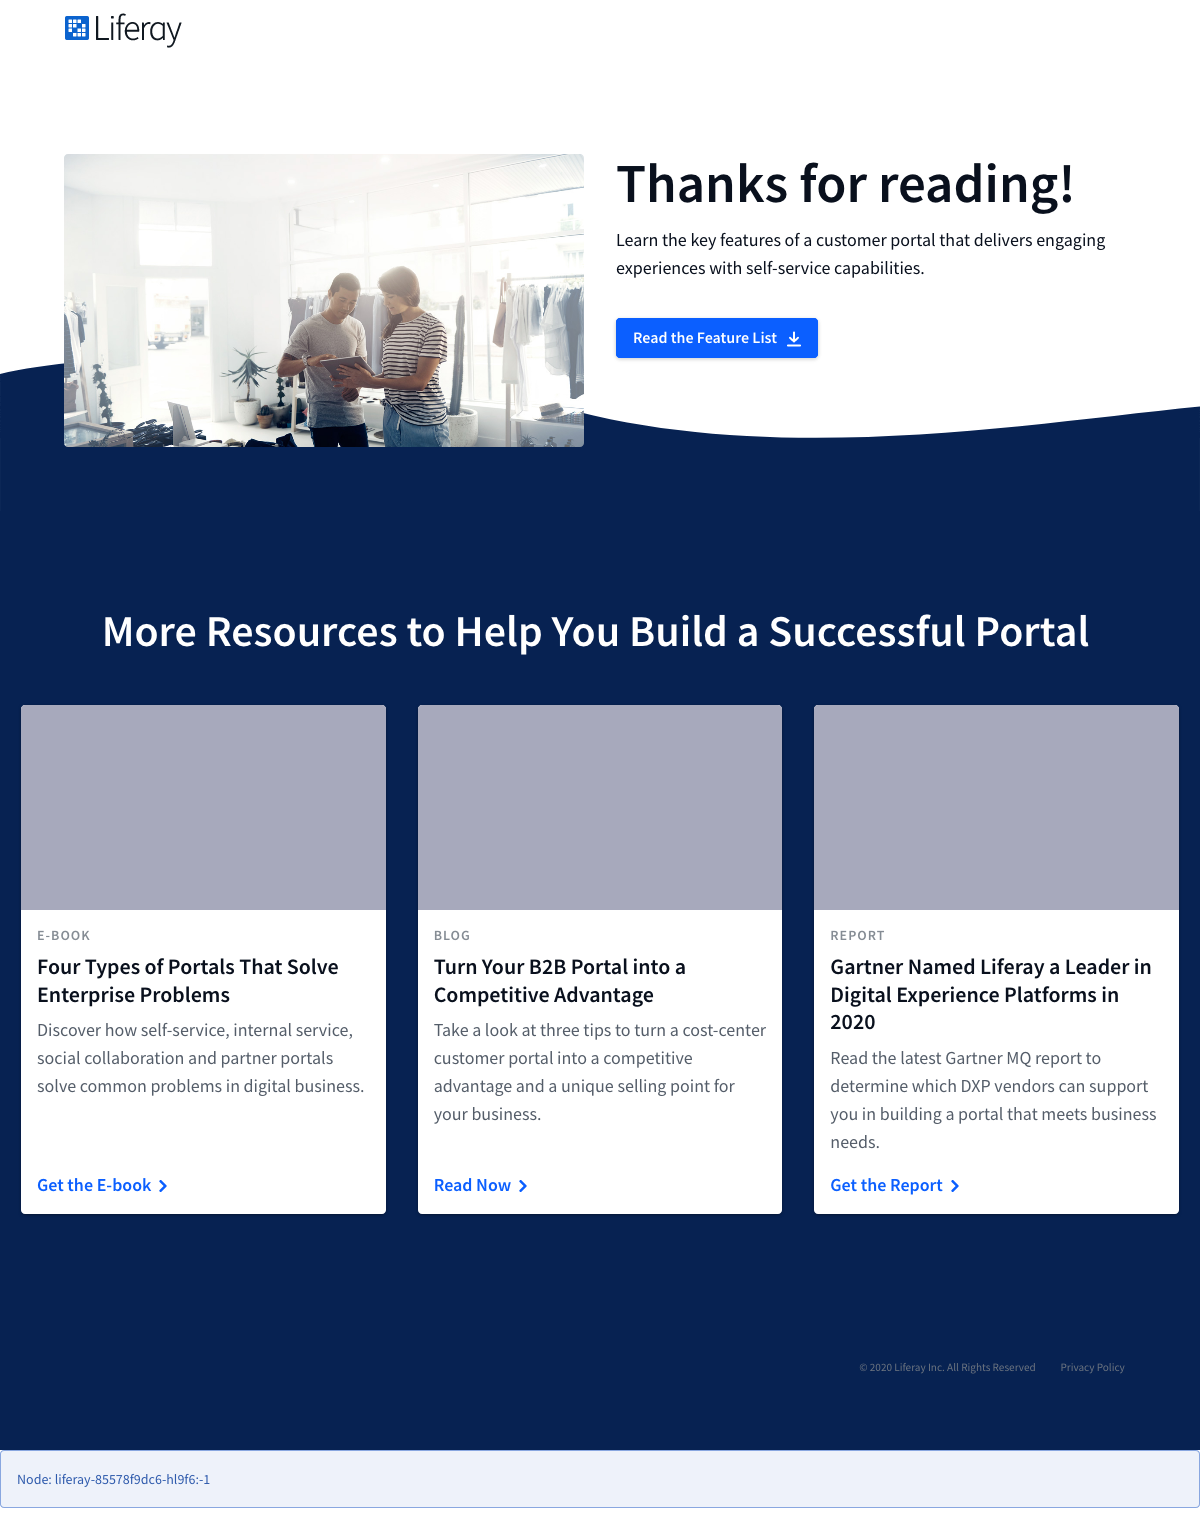 Liferay
Thanks for reading!
Learn the key features of a customer portal that delivers engaging
experiences with self-service capabilities.
Read the Feature List
More Resources to Help You Build a Successful Portal
E-BOOK
Four Types of Portals That Solve
Enterprise Problems
Discover how self-service, internal service,
social collaboration and partner portals
solve common problems in digital business.
Get the E-book
BLOG
Turn Your B2B Portal into a
Competitive Advantage
Take a look at three tips to turn a cost-center
customer portal into a competitive
advantage and a unique selling point for
your business.
Read Now
REPORT
Gartner Named Liferay a Leader in
Digital Experience Platforms in
2020
Read the latest Gartner MQ report to
determine which DXP vendors can support
you in building a portal that meets business
needs.
Get the Report
© 2020 Liferay Inc. All Rights Reserved Privacy Policy
Node: liferay-85578f9dc6-hl9f6:-1